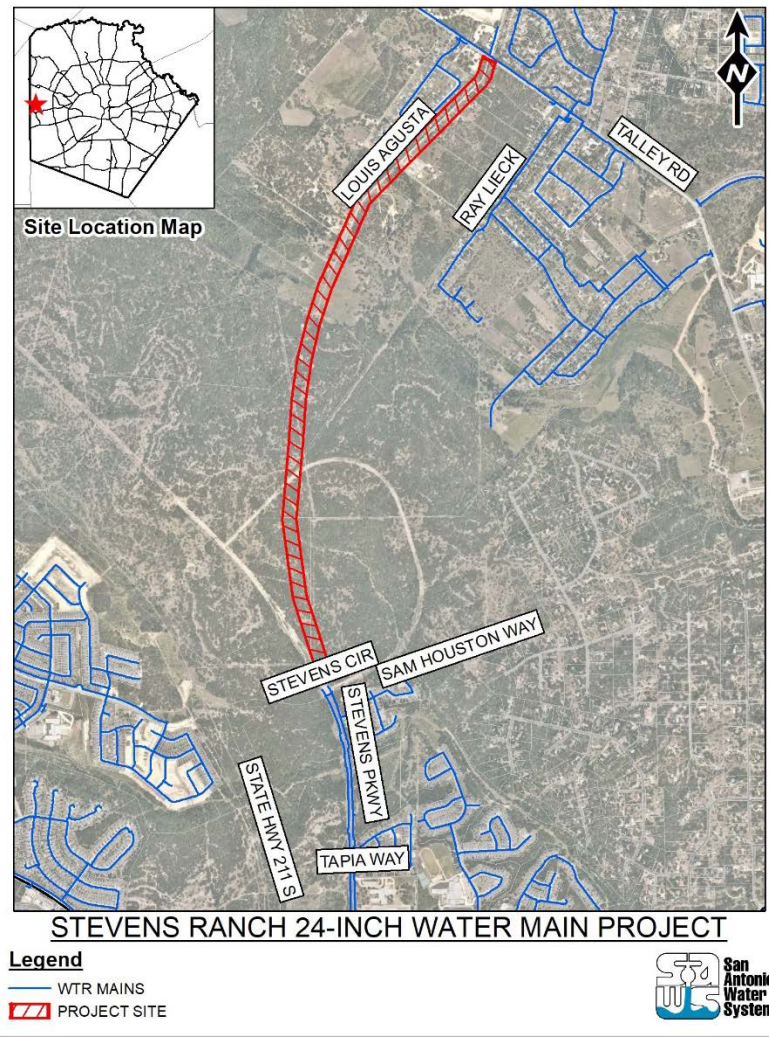 Site Location Map
N
LOUIS AGUSTA
RAY LIECK
TALLEY RD
STEVENS CIR
SAM HOUSTON WAY
STEVENS PKWY
STATE HWY 211 S
TAPIA WAY
STEVENS RANCH 24-INCH WATER MAIN PROJECT
Legend
WTR MAINS
PROJECT SITE
SAWS
San
Antonio
Water
System